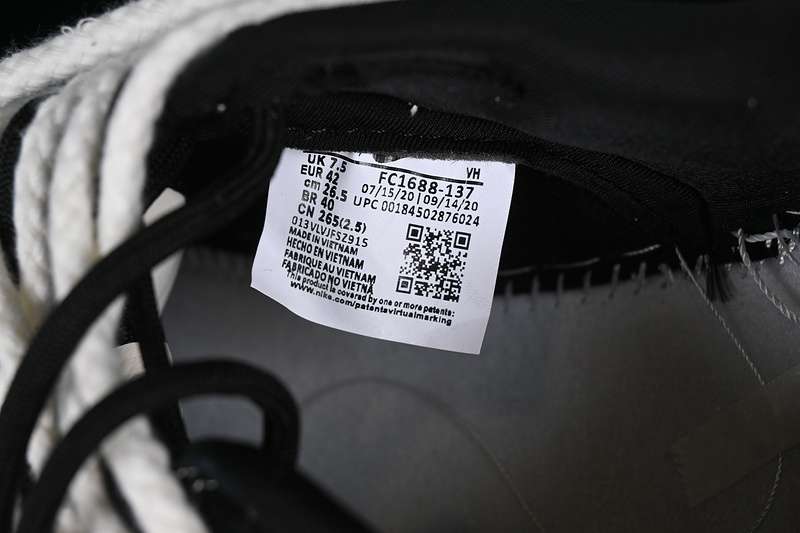 UK 7.5
EUR 42
cm 26.5
BR 40
CN 265(2.5)
VH
FC1688-137
07/15/20 | 09/14/20
UPC 00184502876024
013VLVJFSZ91S
MADE IN VIETNAM
HECHO EN VIETNAM
FABRIQUE AU VIETNAM
FABRICADO NO VIETNÃ
This product is covered by one or more patents:
www.nike.com/patentsvirtualmarking